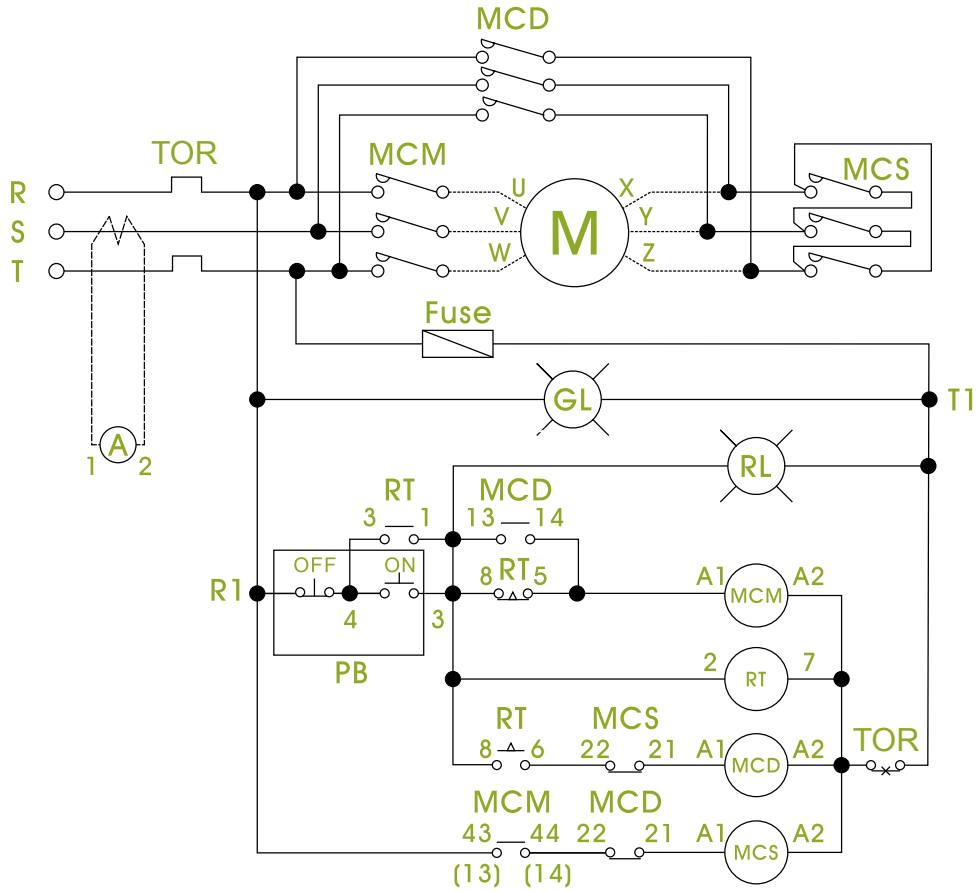 MCD
TOR
MCM
MCS
R
U
X
S
V
M
Y
T
W
Z
Fuse
GL
T1
A
1
2
RL
RT
MCD
3
1
13
14
OFF
ON
8
RT
5
A1
MCM
A2
R1
4
3
PB
2
RT
7
RT
MCS
TOR
8
6
22
21
A1
MCD
A2
MCM
MCD
43
44
22
21
A1
MCS
A2
(13)
(14)